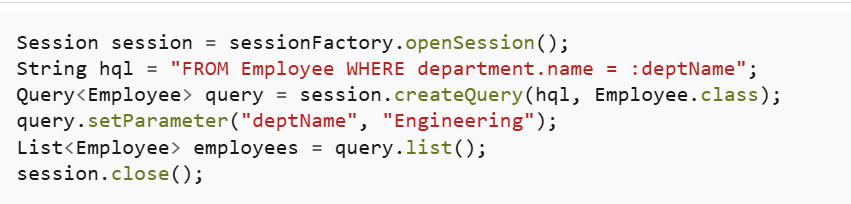 Session session = sessionFactory.openSession();
String hql = "FROM Employee WHERE department.name = :deptName";
Query<Employee> query = session.createQuery(hql, Employee.class);
query.setParameter("deptName", "Engineering");
List<Employee> employees = query.list();
session.close();